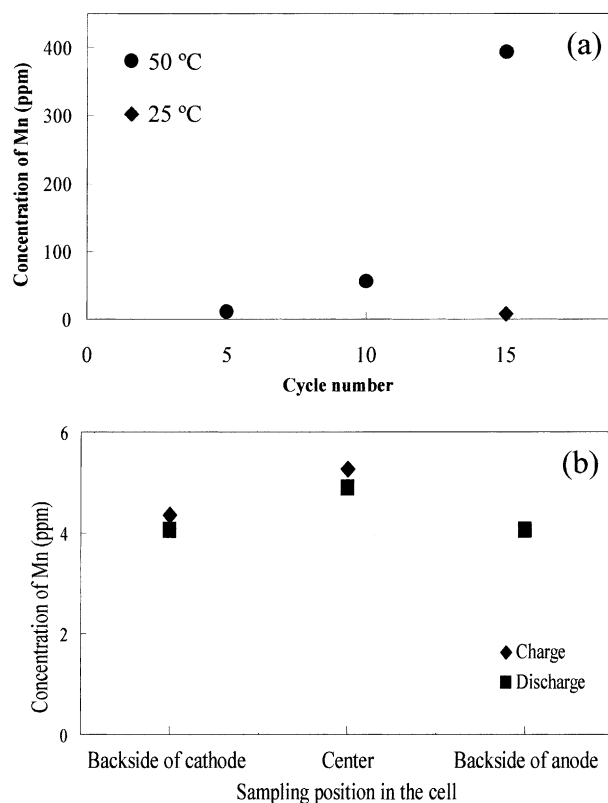 (a)
50 ºC
25 ºC
Concentration of Mn (ppm)
400
300
200
100
0
0 5 10 15
Cycle number
(b)
Concentration of Mn (ppm)
6
4
2
0
Charge
Discharge
Backside of cathode Center Backside of anode
Sampling position in the cell